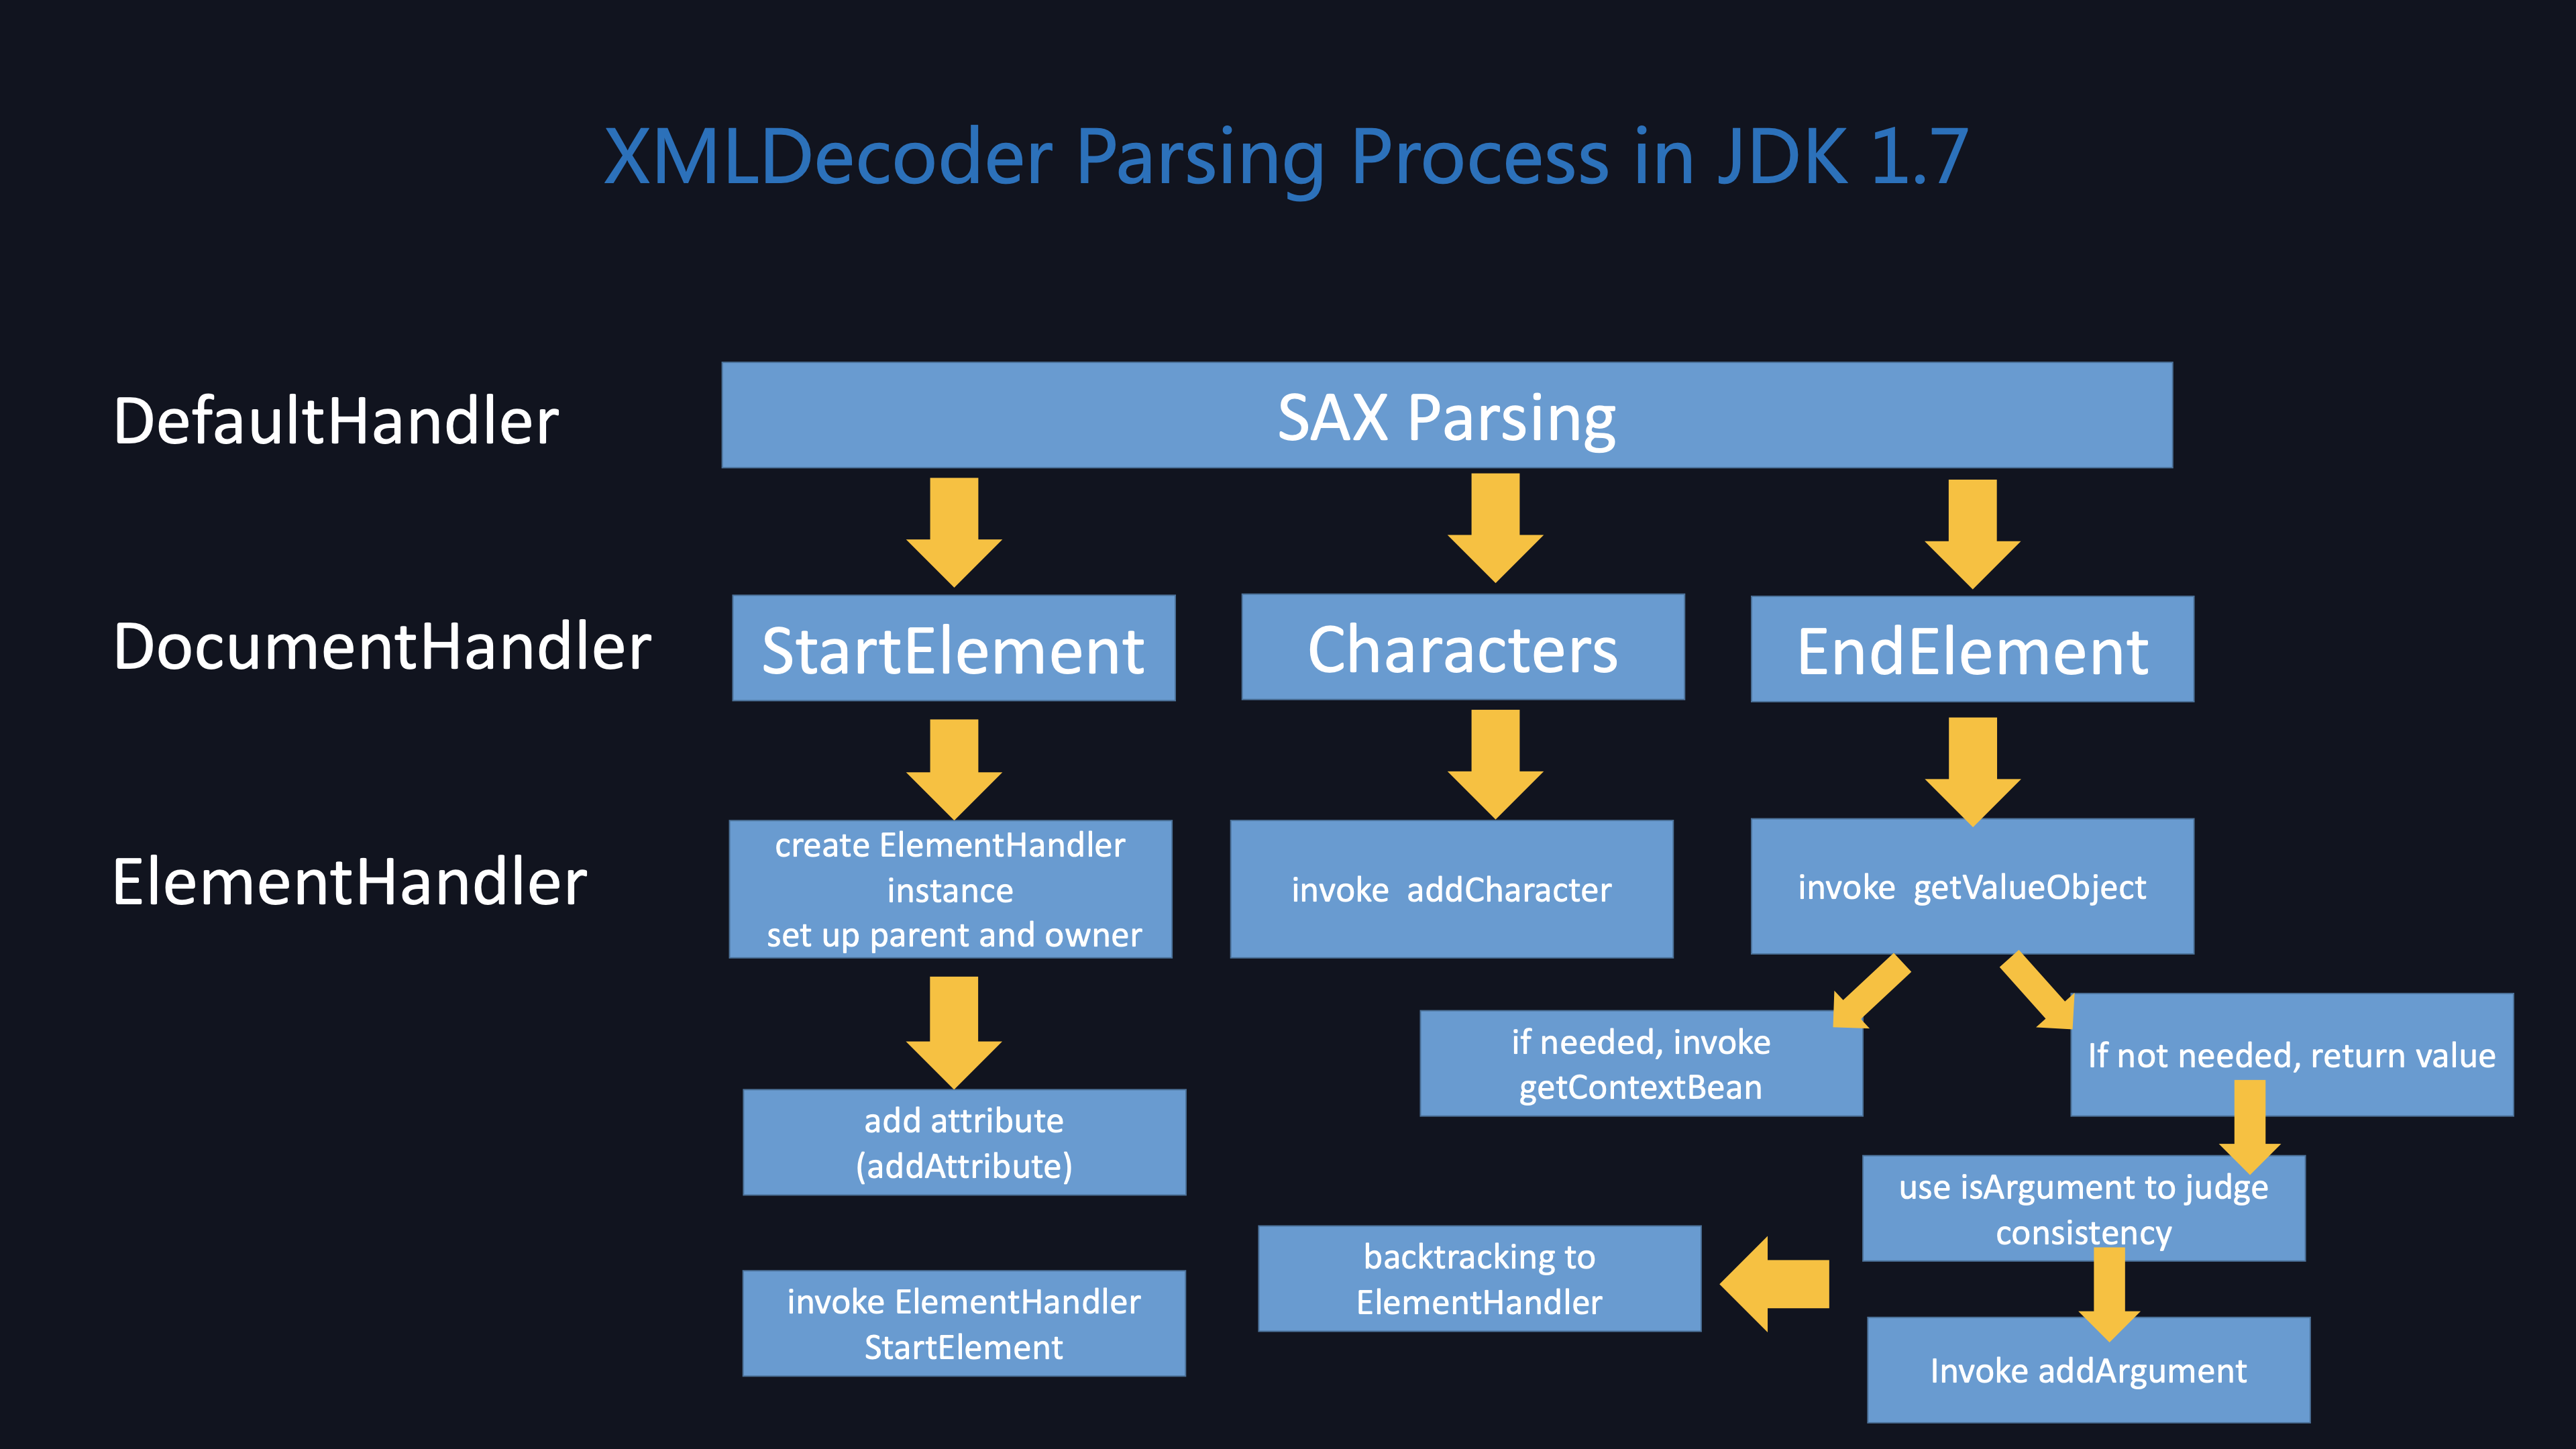 XMLDecoder Parsing Process in JDK 1.7
DefaultHandler
SAX Parsing
DocumentHandler
StartElement
Characters
EndElement
ElementHandler
create ElementHandler
instance
set up parent and owner
invoke  addCharacter
invoke  getValueObject
if needed, invoke
getContextBean
If not needed, return value
add attribute
(addAttribute)
use isArgument to judge
consistency
backtracking to
ElementHandler
invoke ElementHandler
StartElement
Invoke addArgument